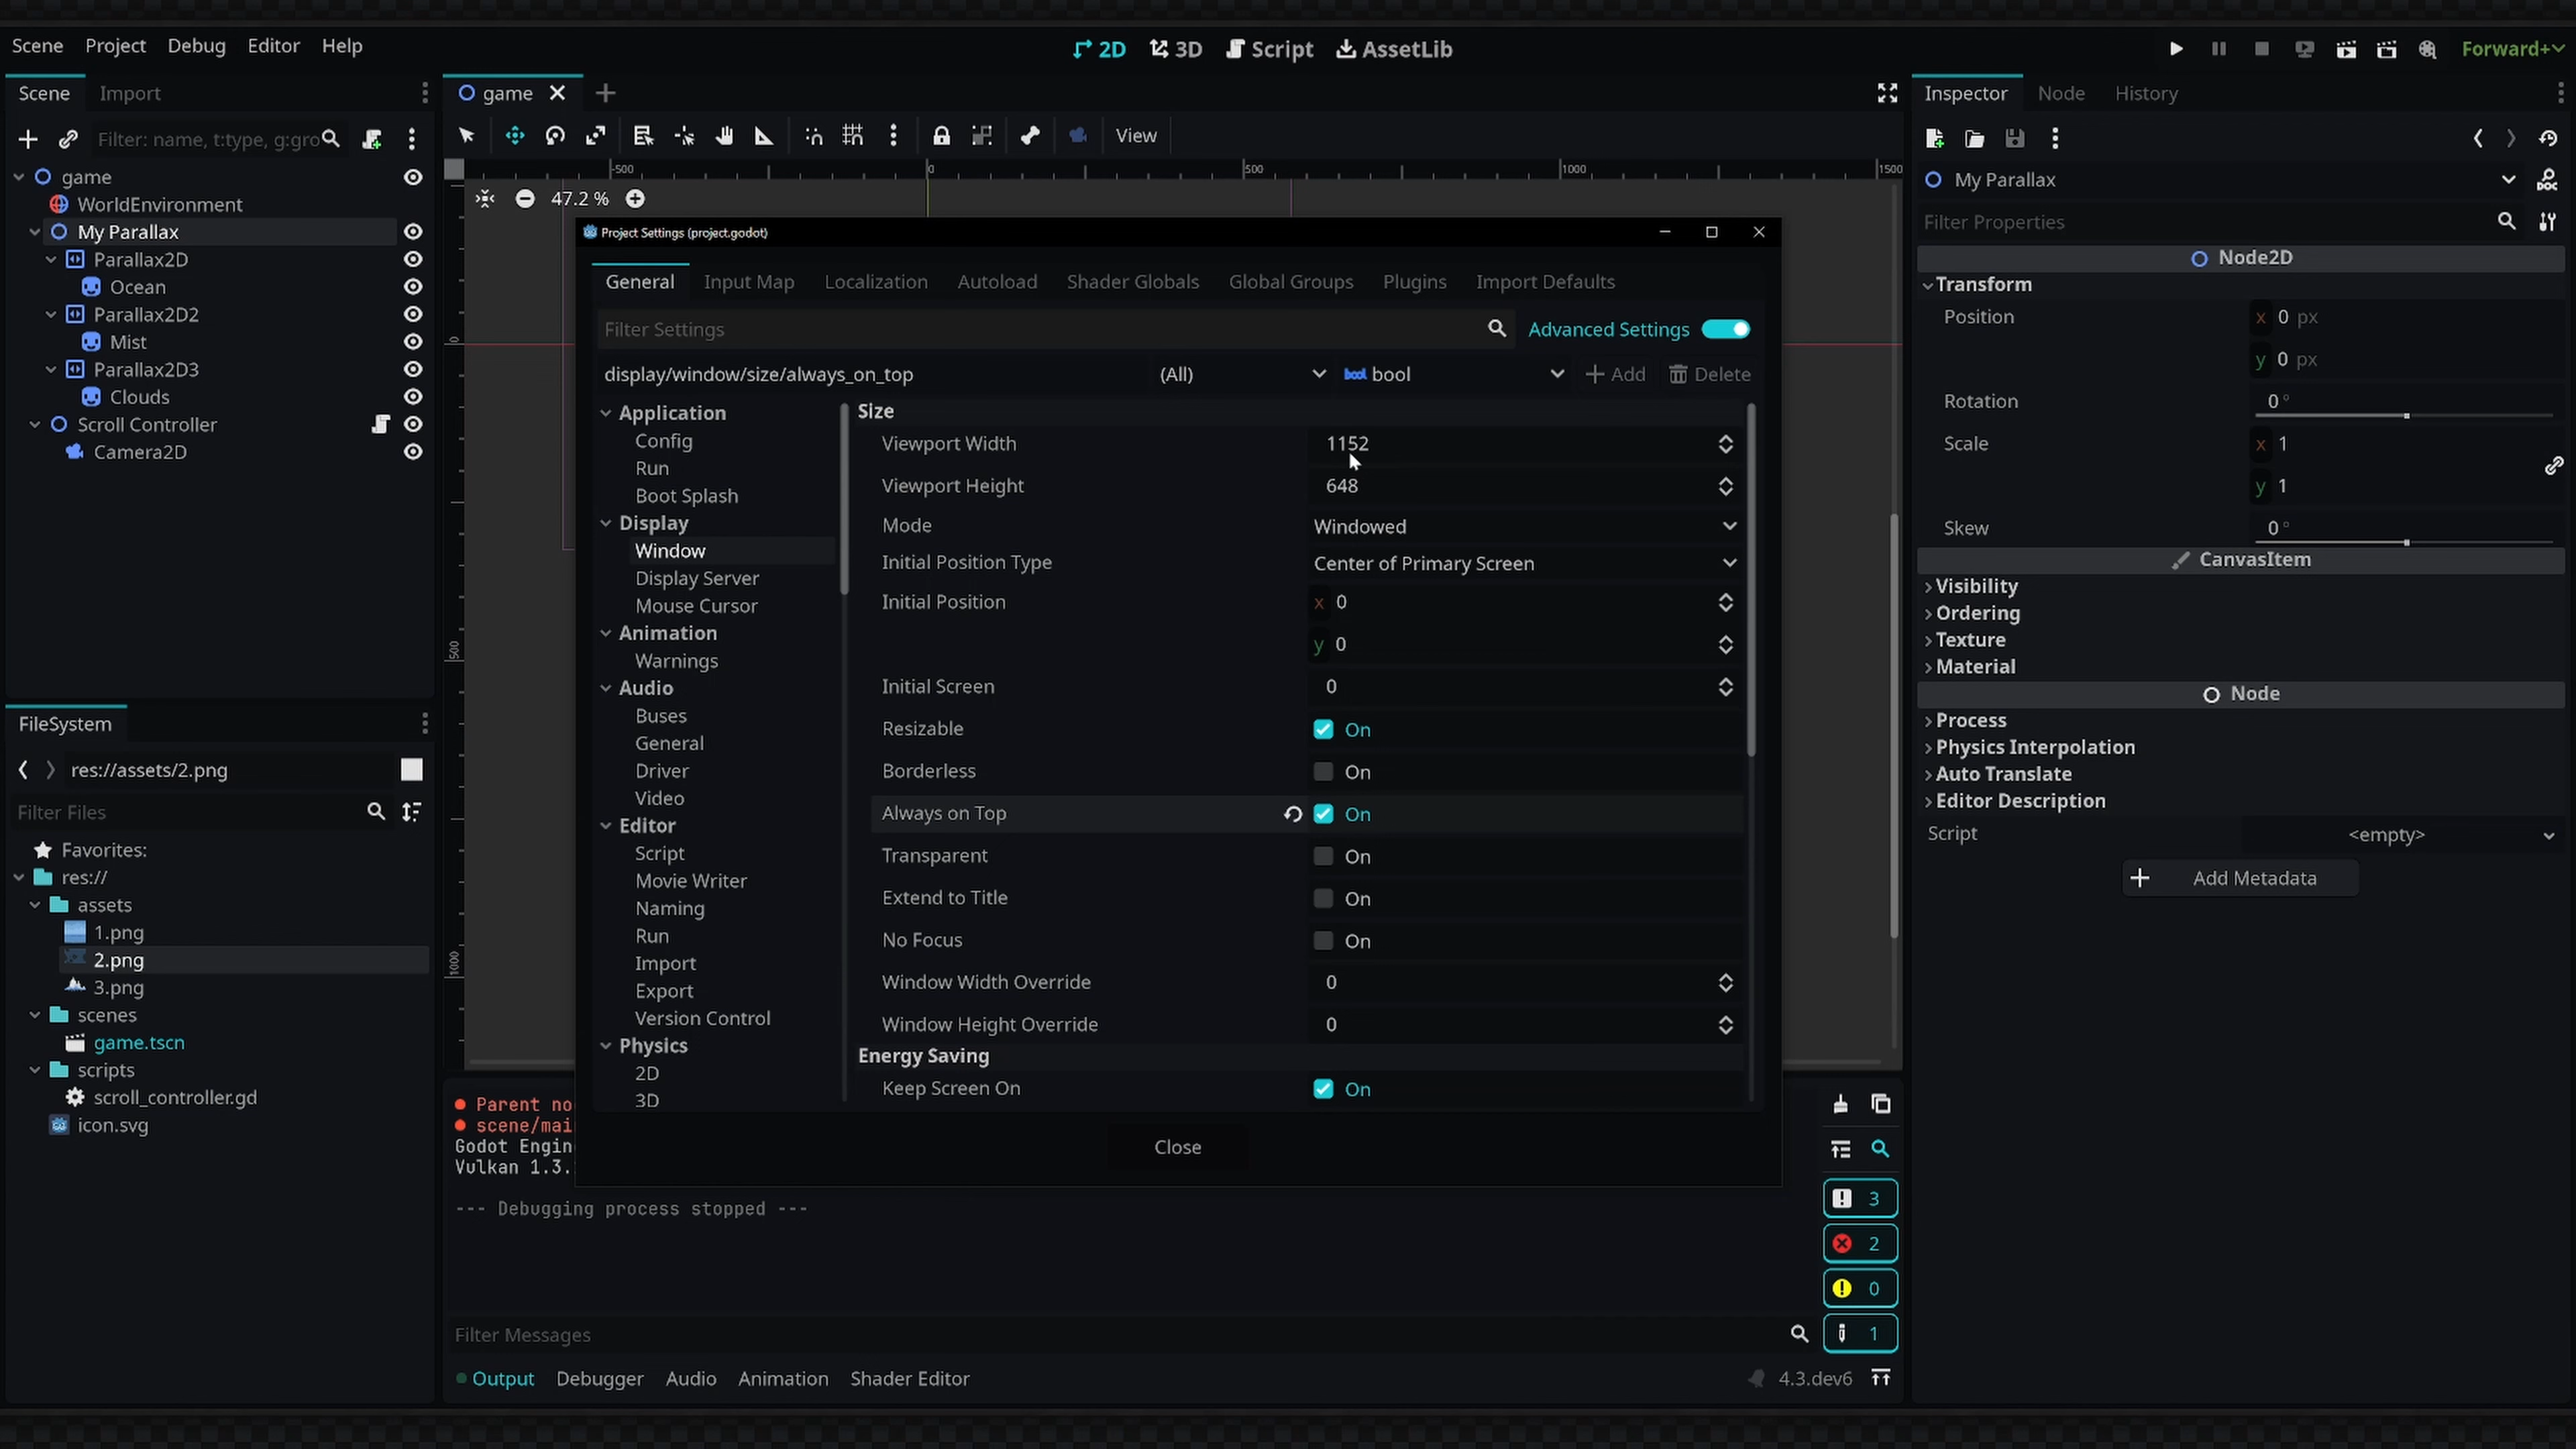 Scene Project Debug Editor Help
2D 3D Script AssetLib
Forward+
Scene Import
Filter: name, t:type, g:gro
game
WorldEnvironment
My Parallax
Parallax2D
Ocean
Parallax2D2
Mist
Parallax2D3
Clouds
Scroll Controller
Camera2D
FileSystem
res://assets/2.png
Filter Files
Favorites:
res://
assets
1.png
2.png
3.png
scenes
game.tscn
scripts
scroll_controller.gd
icon.svg
game
View
-500 0 500 1000 1500
47.2 %
0
500
1000
Project Settings (project.godot)
General Input Map Localization Autoload Shader Globals Global Groups Plugins Import Defaults
Filter Settings
Advanced Settings
display/window/size/always_on_top (All) bool bool Add Delete
Application
Config
Run
Boot Splash
Display
Window
Display Server
Mouse Cursor
Animation
Warnings
Audio
Buses
General
Driver
Video
Editor
Script
Movie Writer
Naming
Run
Import
Export
Version Control
Physics
2D
3D
Size
Viewport Width 1152
Viewport Height 648
Mode Windowed
Initial Position Type Center of Primary Screen
Initial Position x 0
y 0
Initial Screen 0
Resizable On
Borderless On
Always on Top On
Transparent On
Extend to Title On
No Focus On
Window Width Override 0
Window Height Override 0
Energy Saving
Keep Screen On On
Close
Parent no
scene/mai
Godot Engin
Vulkan 1.3.
--- Debugging process stopped ---
3
2
0
1
Filter Messages
Output Debugger Audio Animation Shader Editor
4.3.dev6
Inspector Node History
My Parallax
Filter Properties
Node2D
Transform
Position x 0 px
y 0 px
Rotation 0 °
Scale x 1
y 1
Skew 0 °
CanvasItem
Visibility
Ordering
Texture
Material
Node
Process
Physics Interpolation
Auto Translate
Editor Description
Script <empty>
Add Metadata